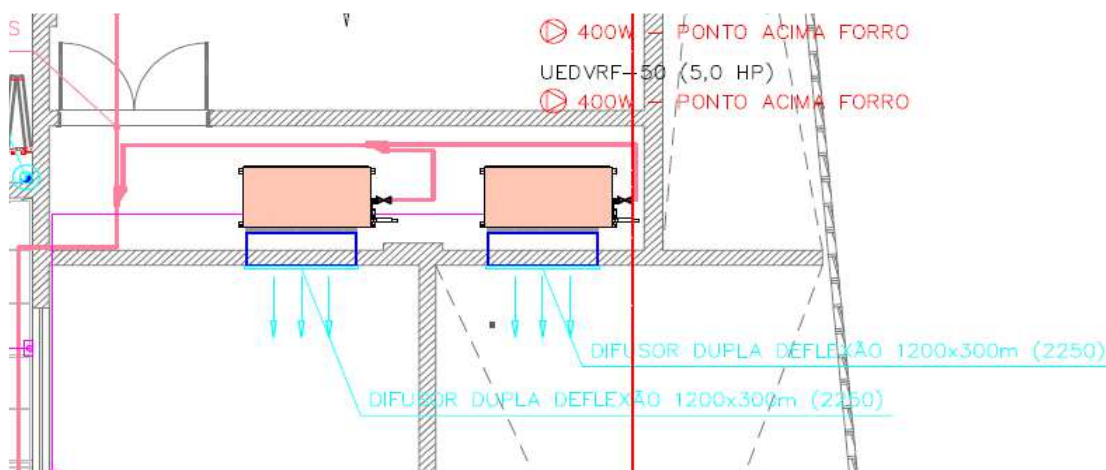 S
400W – PONTO ACIMA FORRO
UEDVRF-50 (5,0 HP)
400W – PONTO ACIMA FORRO
DIFUSOR DUPLA DEFLEXÃO 1200x300m (2250)
DIFUSOR DUPLA DEFLEXÃO 1200x300m (2250)